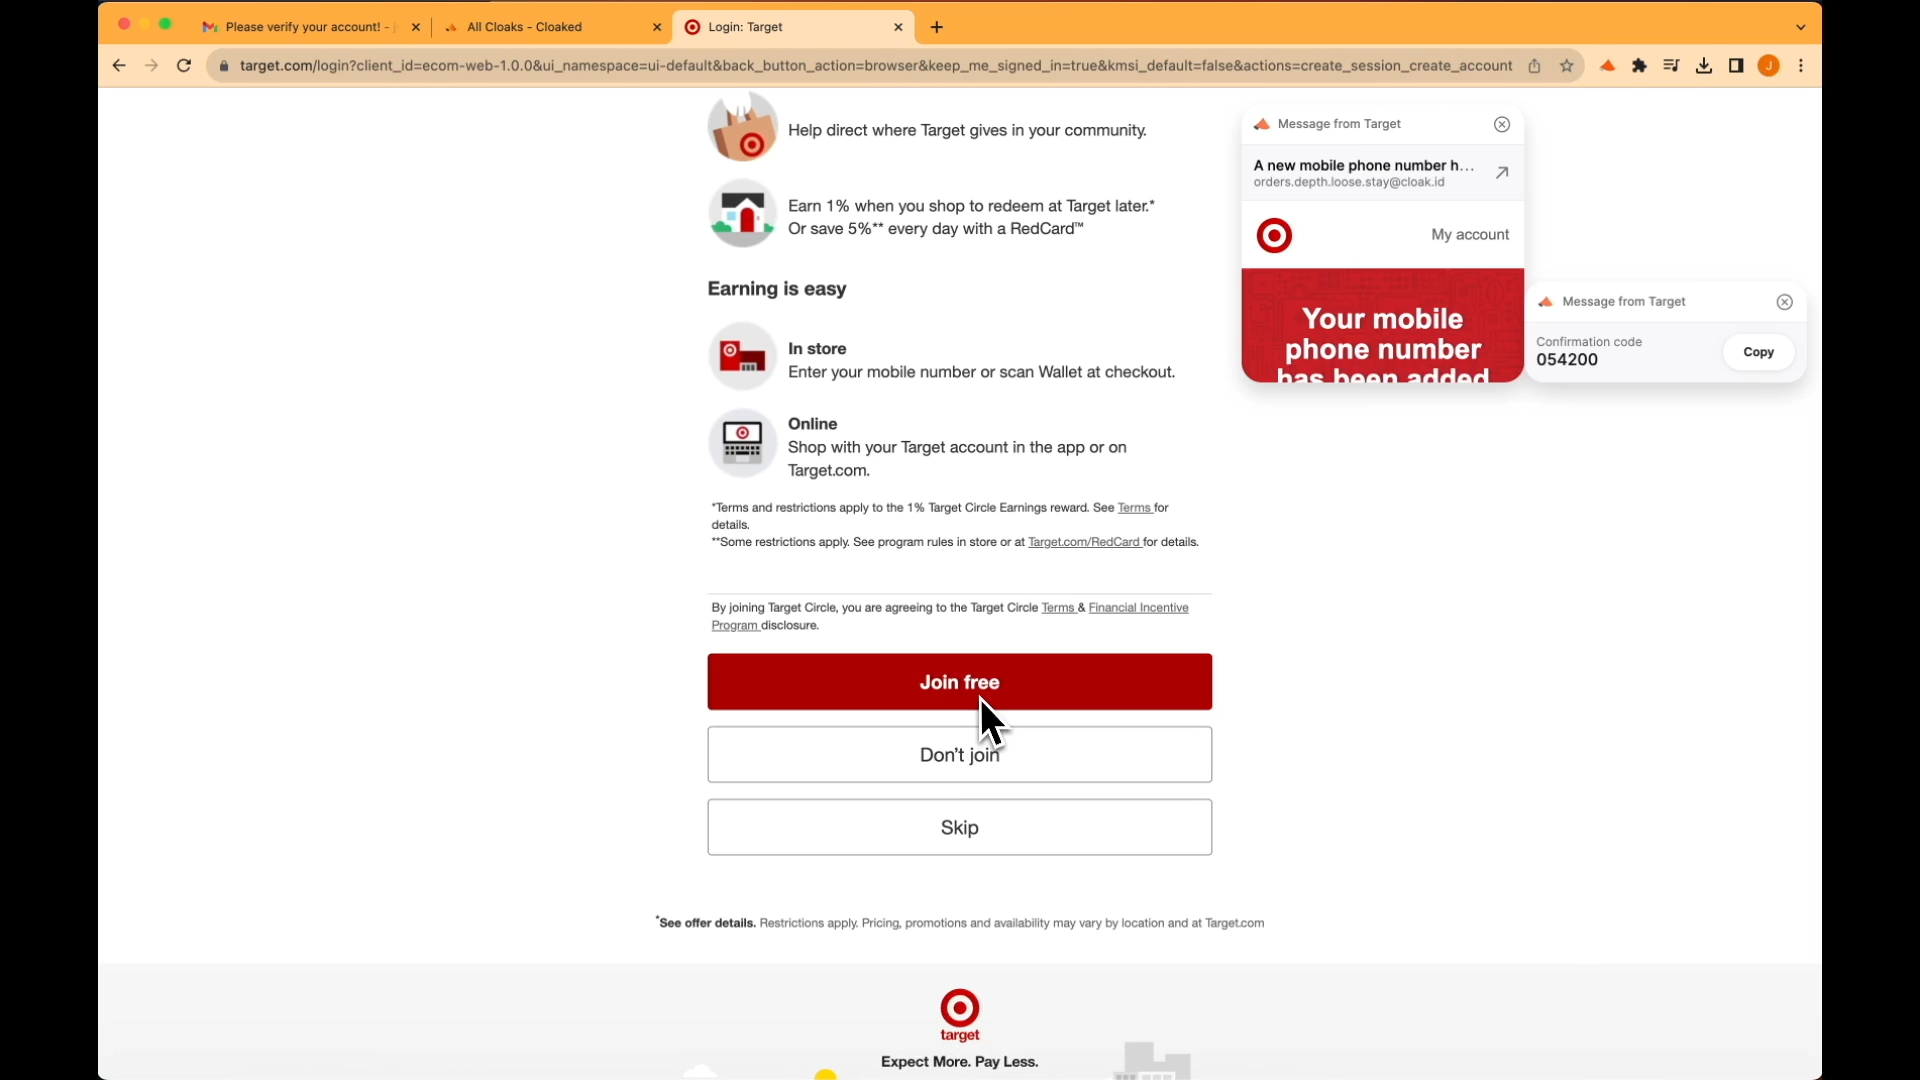 Please verify your account! -
All Cloaks - Cloaked
Login: Target
target.com/login?client_id=ecom-web-1.0.0&ui_namespace=ui-default&back_button_action=browser&keep_me_signed_in=true&kmsi_default=false&actions=create_session_create_account
J
Help direct where Target gives in your community.
Earn 1% when you shop to redeem at Target later.*
Or save 5%** every day with a RedCard™
Earning is easy
In store
Enter your mobile number or scan Wallet at checkout.
Online
Shop with your Target account in the app or on
Target.com.
*Terms and restrictions apply to the 1% Target Circle Earnings reward. See Terms for
details.
**Some restrictions apply. See program rules in store or at Target.com/RedCard for details.
By joining Target Circle, you are agreeing to the Target Circle Terms & Financial Incentive
Program disclosure.
Join free
Don't join
Skip
*See offer details. Restrictions apply. Pricing, promotions and availability may vary by location and at Target.com
target
Expect More. Pay Less.
Message from Target
A new mobile phone number h...
orders.depth.loose.stay@cloak.id
My account
Your mobile
phone number
has been added
Message from Target
Confirmation code
054200
Copy